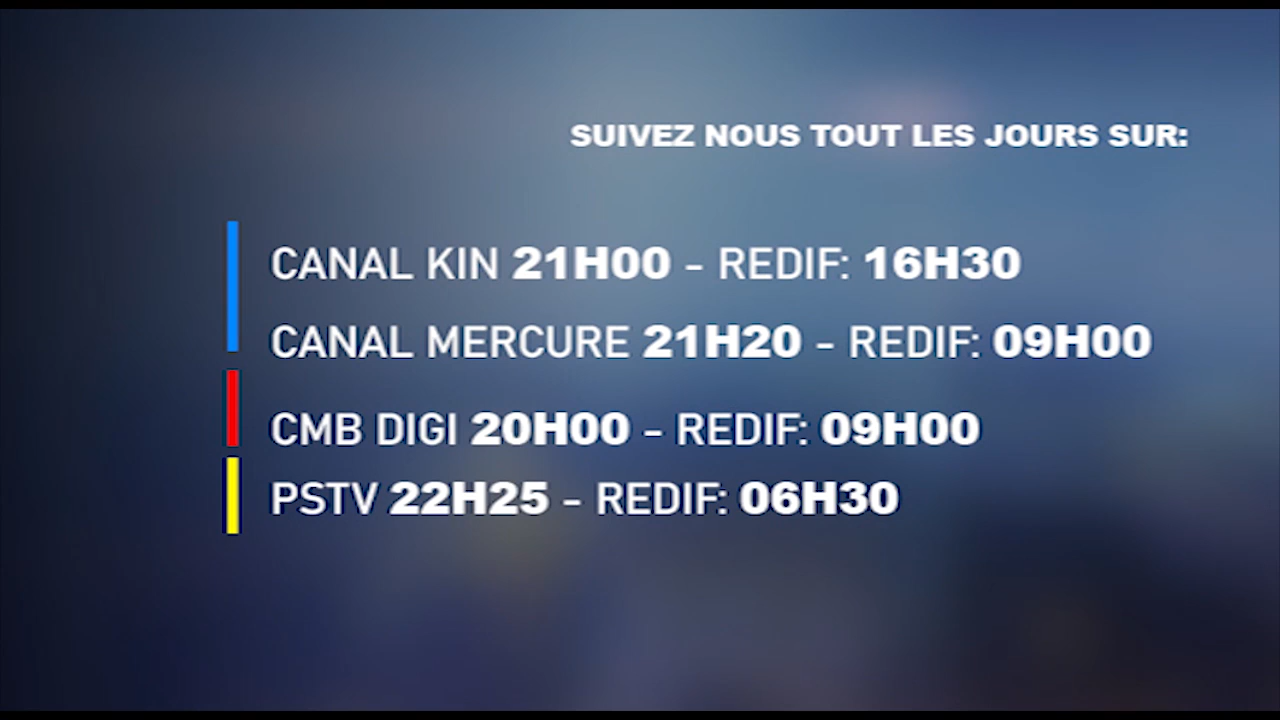 SUIVEZ NOUS TOUT LES JOURS SUR:
CANAL KIN 21H00 - REDIF: 16H30
CANAL MERCURE 21H20 - REDIF: 09H00
CMB DIGI 20H00 - REDIF: 09H00
PSTV 22H25 - REDIF: 06H30